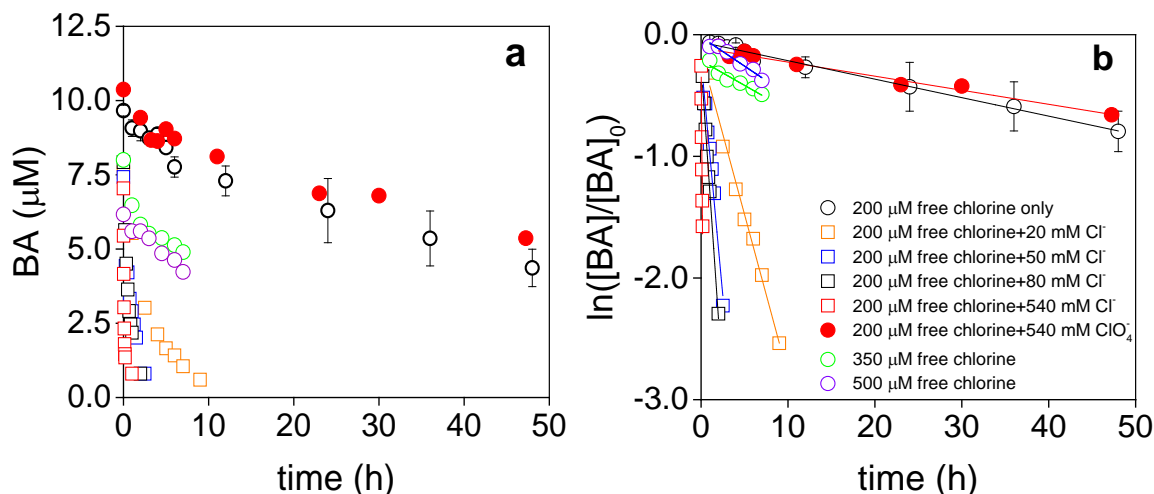 a
12.5
10.0
7.5
5.0
2.5
0.0
BA (μM)
0 10 20 30 40 50
time (h)
b
0.0
-1.0
-2.0
-3.0
ln([BA]/[BA]₀)
200 μM free chlorine only
200 μM free chlorine+20 mM Cl⁻
200 μM free chlorine+50 mM Cl⁻
200 μM free chlorine+80 mM Cl⁻
200 μM free chlorine+540 mM Cl⁻
200 μM free chlorine+540 mM ClO₄⁻
350 μM free chlorine
500 μM free chlorine
0 10 20 30 40 50
time (h)